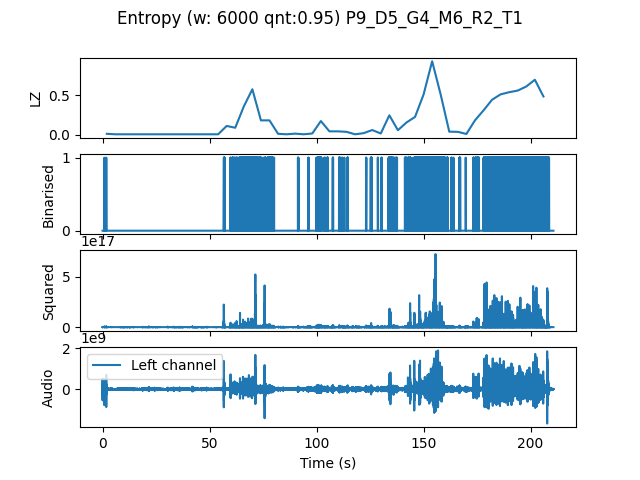 Entropy (w: 6000 qnt:0.95) P9_D5_G4_M6_R2_T1
LZ
0.5
0.0
Binarised
1
0
1e17
Squared
5
0
1e9
Audio
2
0
Left channel
0 50 100 150 200
Time (s)